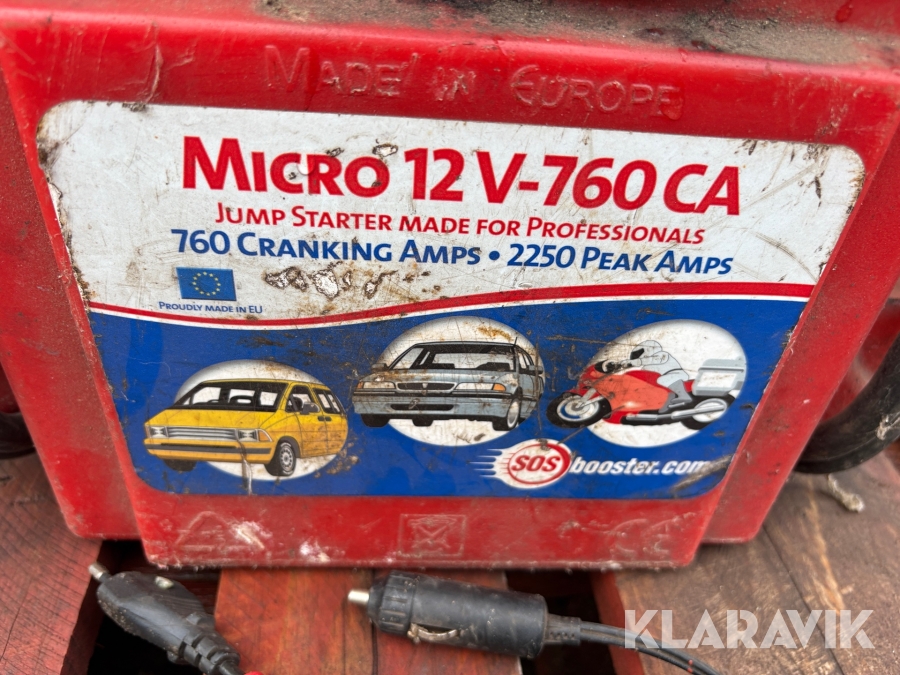 MADE IN EUROPE
MICRO 12 V-760 CA
JUMP STARTER MADE FOR PROFESSIONALS
760 CRANKING AMPS • 2250 PEAK AMPS
PROUDLY MADE IN EU
SOS booster.com
KLARAVIK